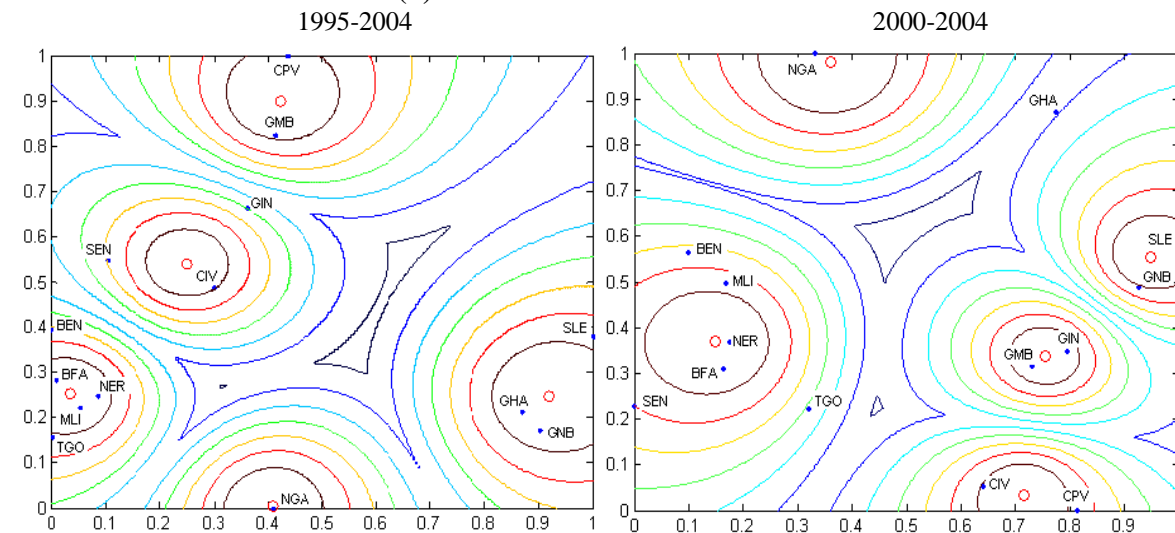 1995-2004
2000-2004
1
0.9
0.8
0.7
0.6
0.5
0.4
0.3
0.2
0.1
0
0 0.1 0.2 0.3 0.4 0.5 0.6 0.7 0.8 0.9 1
CPV
GMB
GIN
SEN
CIV
BEN
SLE
BFA
NER
MLI
GHA
GNB
TGO
NGA
1
0.9
0.8
0.7
0.6
0.5
0.4
0.3
0.2
0.1
0
0 0.1 0.2 0.3 0.4 0.5 0.6 0.7 0.8 0.9
NGA
GHA
SLE
BEN
MLI
GNB
NER
GIN
GMB
BFA
SEN
TGO
CIV
CPV